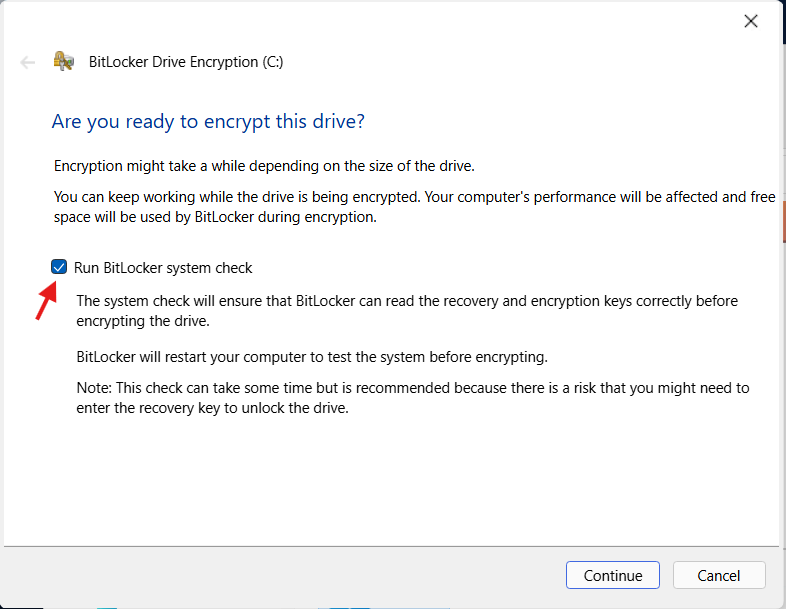 BitLocker Drive Encryption (C:)
Are you ready to encrypt this drive?
Encryption might take a while depending on the size of the drive.
You can keep working while the drive is being encrypted. Your computer's performance will be affected and free
space will be used by BitLocker during encryption.
Run BitLocker system check
The system check will ensure that BitLocker can read the recovery and encryption keys correctly before
encrypting the drive.
BitLocker will restart your computer to test the system before encrypting.
Note: This check can take some time but is recommended because there is a risk that you might need to
enter the recovery key to unlock the drive.
Continue
Cancel